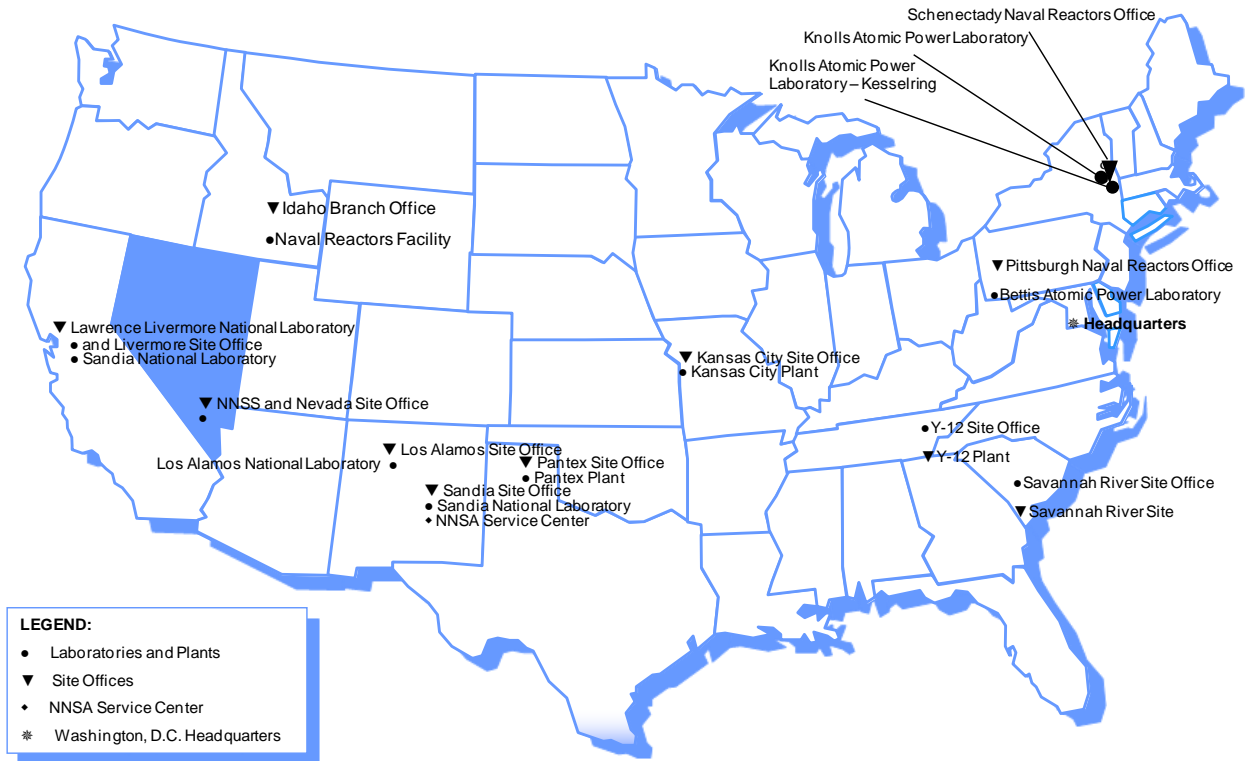 Schenectady Naval Reactors Office
Knolls Atomic Power Laboratory
Knolls Atomic Power
Laboratory – Kesselring
Idaho Branch Office
Naval Reactors Facility
Pittsburgh Naval Reactors Office
Bettis Atomic Power Laboratory
Headquarters
Lawrence Livermore National Laboratory
and Livermore Site Office
Sandia National Laboratory
Kansas City Site Office
Kansas City Plant
NNSS and Nevada Site Office
Y-12 Site Office
Y-12 Plant
Los Alamos Site Office
Los Alamos National Laboratory
Pantex Site Office
Pantex Plant
Sandia Site Office
Sandia National Laboratory
NNSA Service Center
Savannah River Site Office
Savannah River Site
LEGEND:
Laboratories and Plants
Site Offices
NNSA Service Center
Washington, D.C. Headquarters